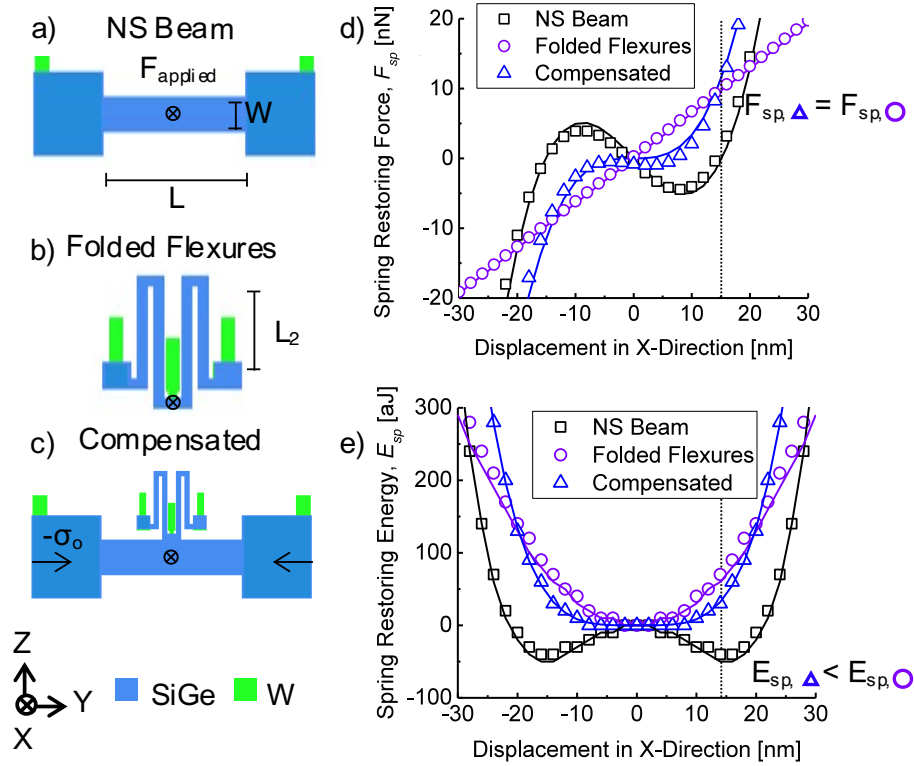 a) NS Beam
F_applied
W
L
b)
Folded Flexures
L_2
c) Compensated
-σ_o
Z
Y
X
SiGe
W
d)
Spring Restoring Force, F_sp [nN]
20
10
0
-10
20
NS Beam
Folded Flexures
Compensated
F_sp, △ = F_sp, ○
-30 -20 -10 0 10 20 30
Displacement in X-Direction [nm]
e)
Spring Restoring Energy, E_sp [aJ]
300
200
100
0
-100
NS Beam
Folded Flexures
Compensated
E_sp, △ < E_sp, ○
-30 -20 -10 0 10 20 30
Displacement in X-Direction [nm]